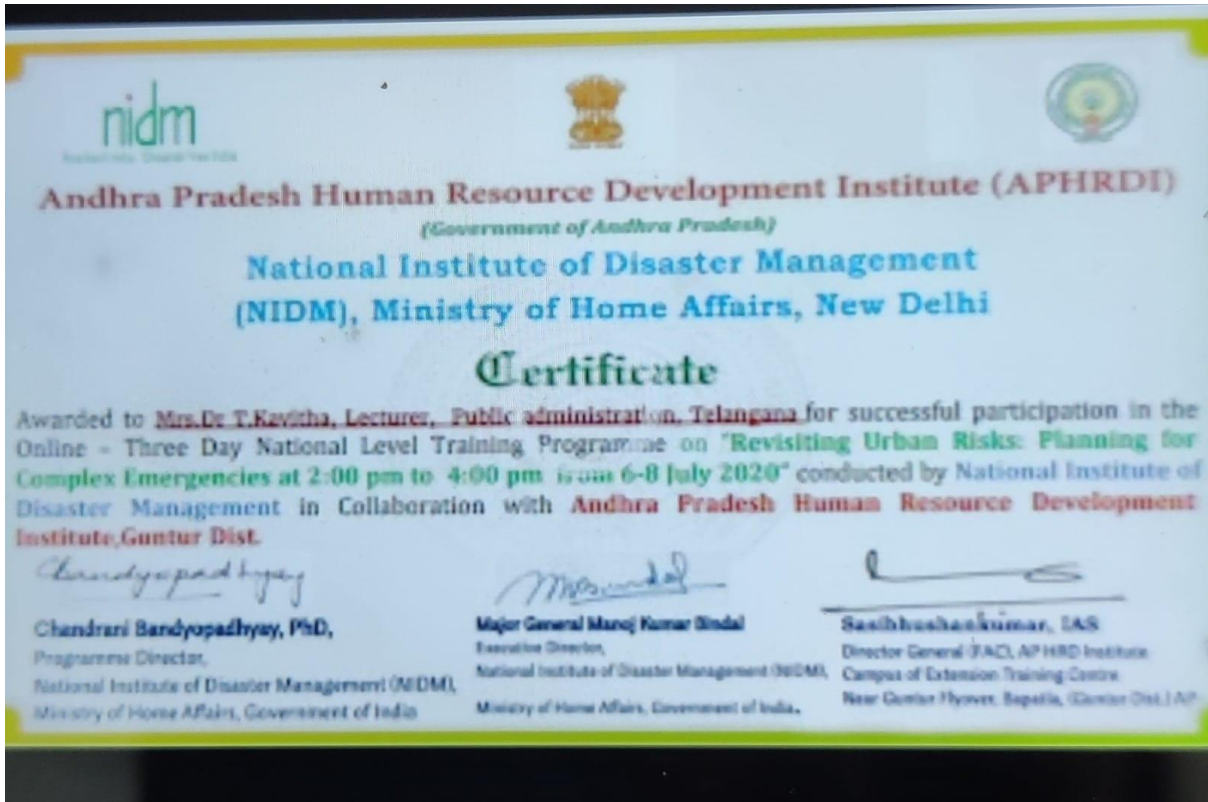 nidm
Andhra Pradesh Human Resource Development Institute (APHRDI)
(Government of Andhra Pradesh)
National Institute of Disaster Management
(NIDM), Ministry of Home Affairs, New Delhi
Certificate
Awarded to Mrs.Dr T.Kavitha, Lecturer, Public administration, Telangana for successful participation in the
Online - Three Day National Level Training Programme on "Revisiting Urban Risks: Planning for
Complex Emergencies at 2:00 pm to 4:00 pm from 6-8 July 2020" conducted by National Institute of
Disaster Management in Collaboration with Andhra Pradesh Human Resource Development
Institute,Guntur Dist.
Chandyopadhyay
Chandrani Bandyopadhyay, PhD,
Programme Director,
National Institute of Disaster Management (NIDM),
Ministry of Home Affairs, Government of India
Major General Manoj Kumar Bindal
Executive Director,
National Institute of Disaster Management (NIDM),
Ministry of Home Affairs, Government of India.
Sasibhushankumar, IAS
Director General (FAC), AP HRD Institute
Campus of Extension Training Centre
Near Guntur Flyover, Bapatla, (Guntur Dist.) AP